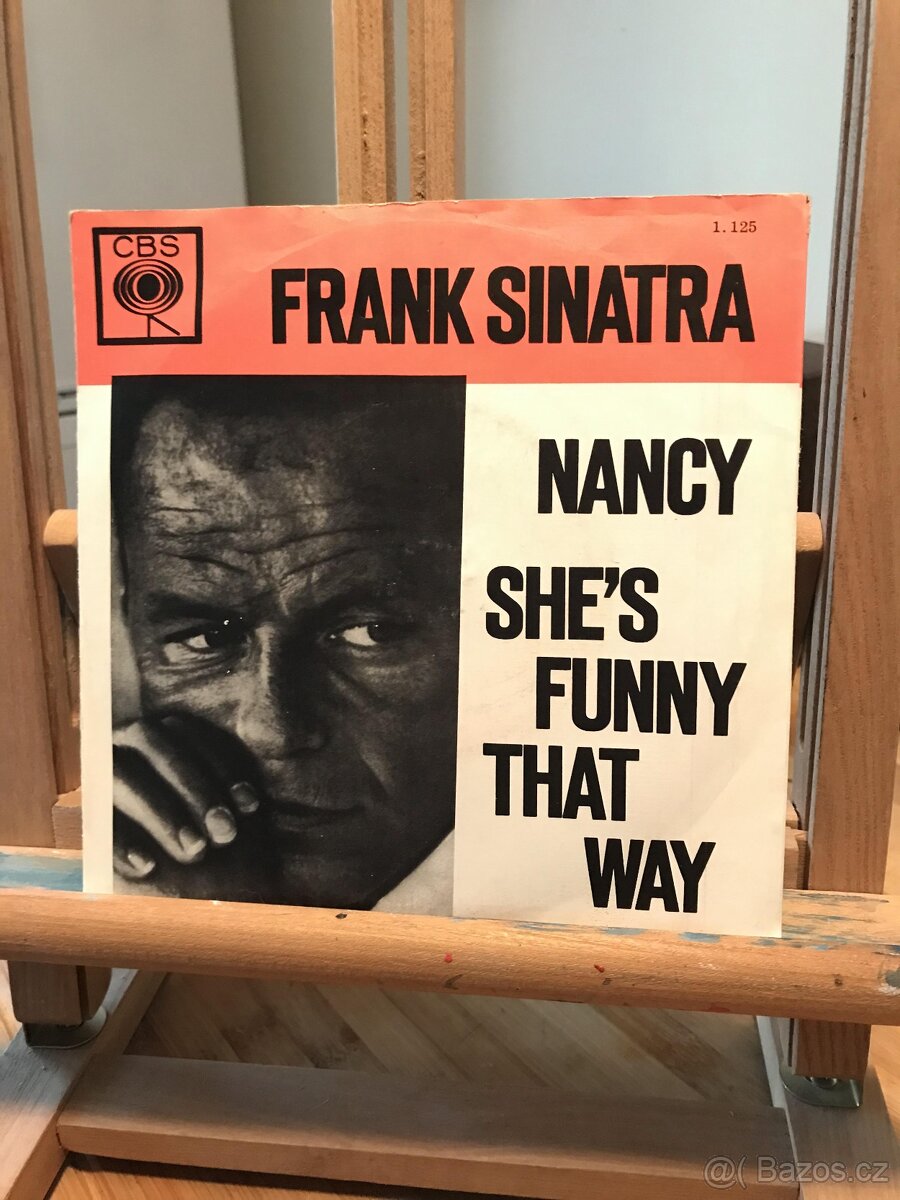 1. 125
CBS
FRANK SINATRA
NANCY
SHE'S
FUNNY
THAT
WAY
@( Bazos.cz